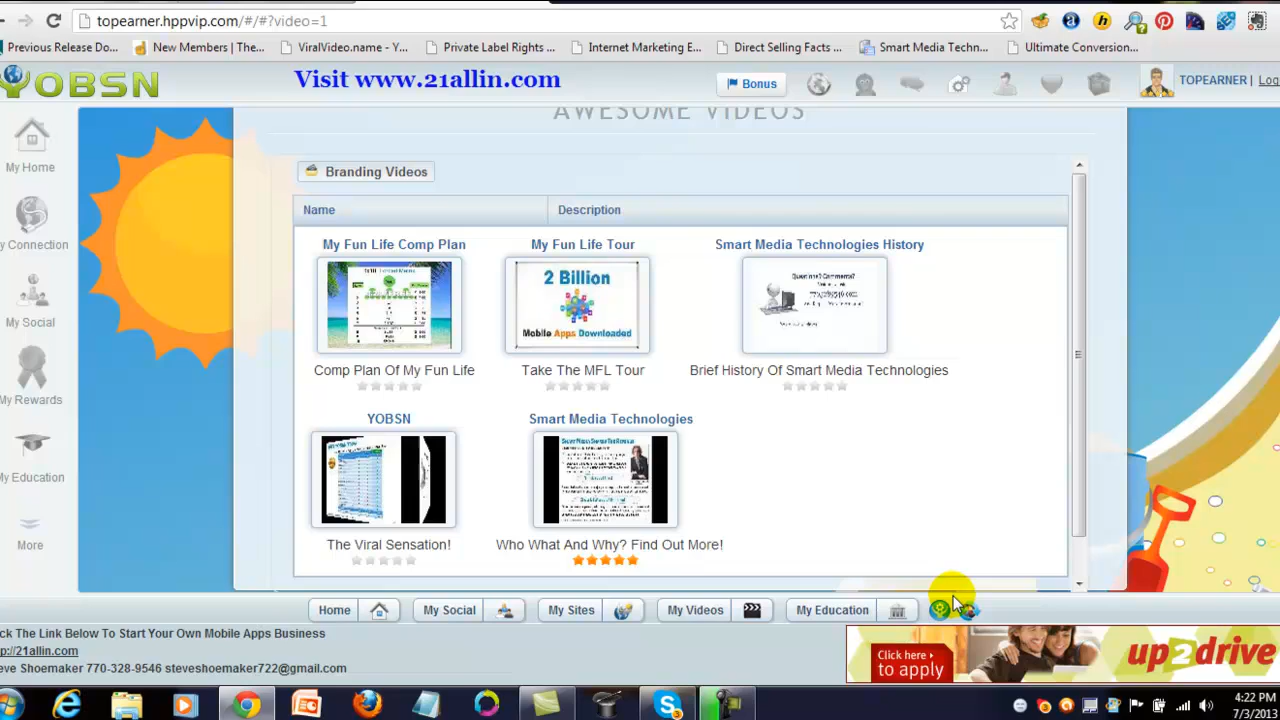 topearner.hppvip.com/#/#?video=1
Previous Release Do...
New Members | The...
ViralVideo.name - Y...
Private Label Rights ...
Internet Marketing E...
Direct Selling Facts ...
Smart Media Techn...
Ultimate Conversion...
YOBSN
Visit www.21allin.com
Bonus
TOPEARNER | Log
AWESOME VIDEOS
My Home
y Connection
My Social
My Rewards
My Education
More
Branding Videos
Name
Description
My Fun Life Comp Plan
My Fun Life Tour
Smart Media Technologies History
2 Billion
Mobile Apps Downloaded
Questions? Comments?
Comp Plan Of My Fun Life
Take The MFL Tour
Brief History Of Smart Media Technologies
YOBSN
Smart Media Technologies
The Viral Sensation!
Who What And Why? Find Out More!
Home
My Social
My Sites
My Videos
My Education
ck The Link Below To Start Your Own Mobile Apps Business
p://21allin.com
eve Shoemaker 770-328-9546 steveshoemaker722@gmail.com
Click here
to apply
up2drive
4:22 PM
7/3/2013